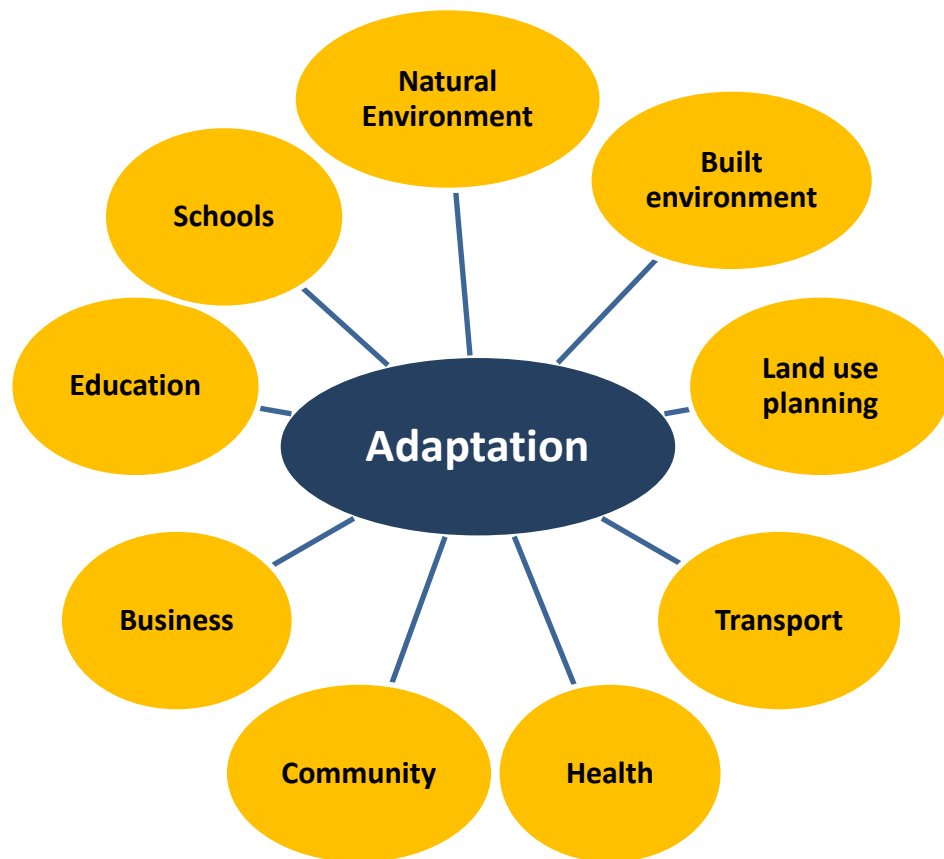 Natural
Environment
Built
environment
Schools
Land use
planning
Education
Adaptation
Business
Transport
Community
Health